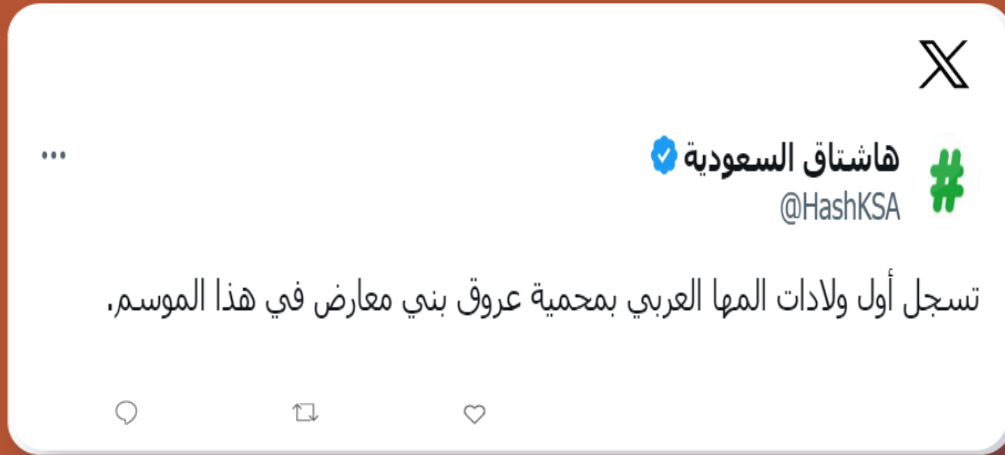 هاشتاق السعودية
@HashKSA
تسجل أول ولادات المها العربي بمحمية عروق بني معارض في هذا الموسم.